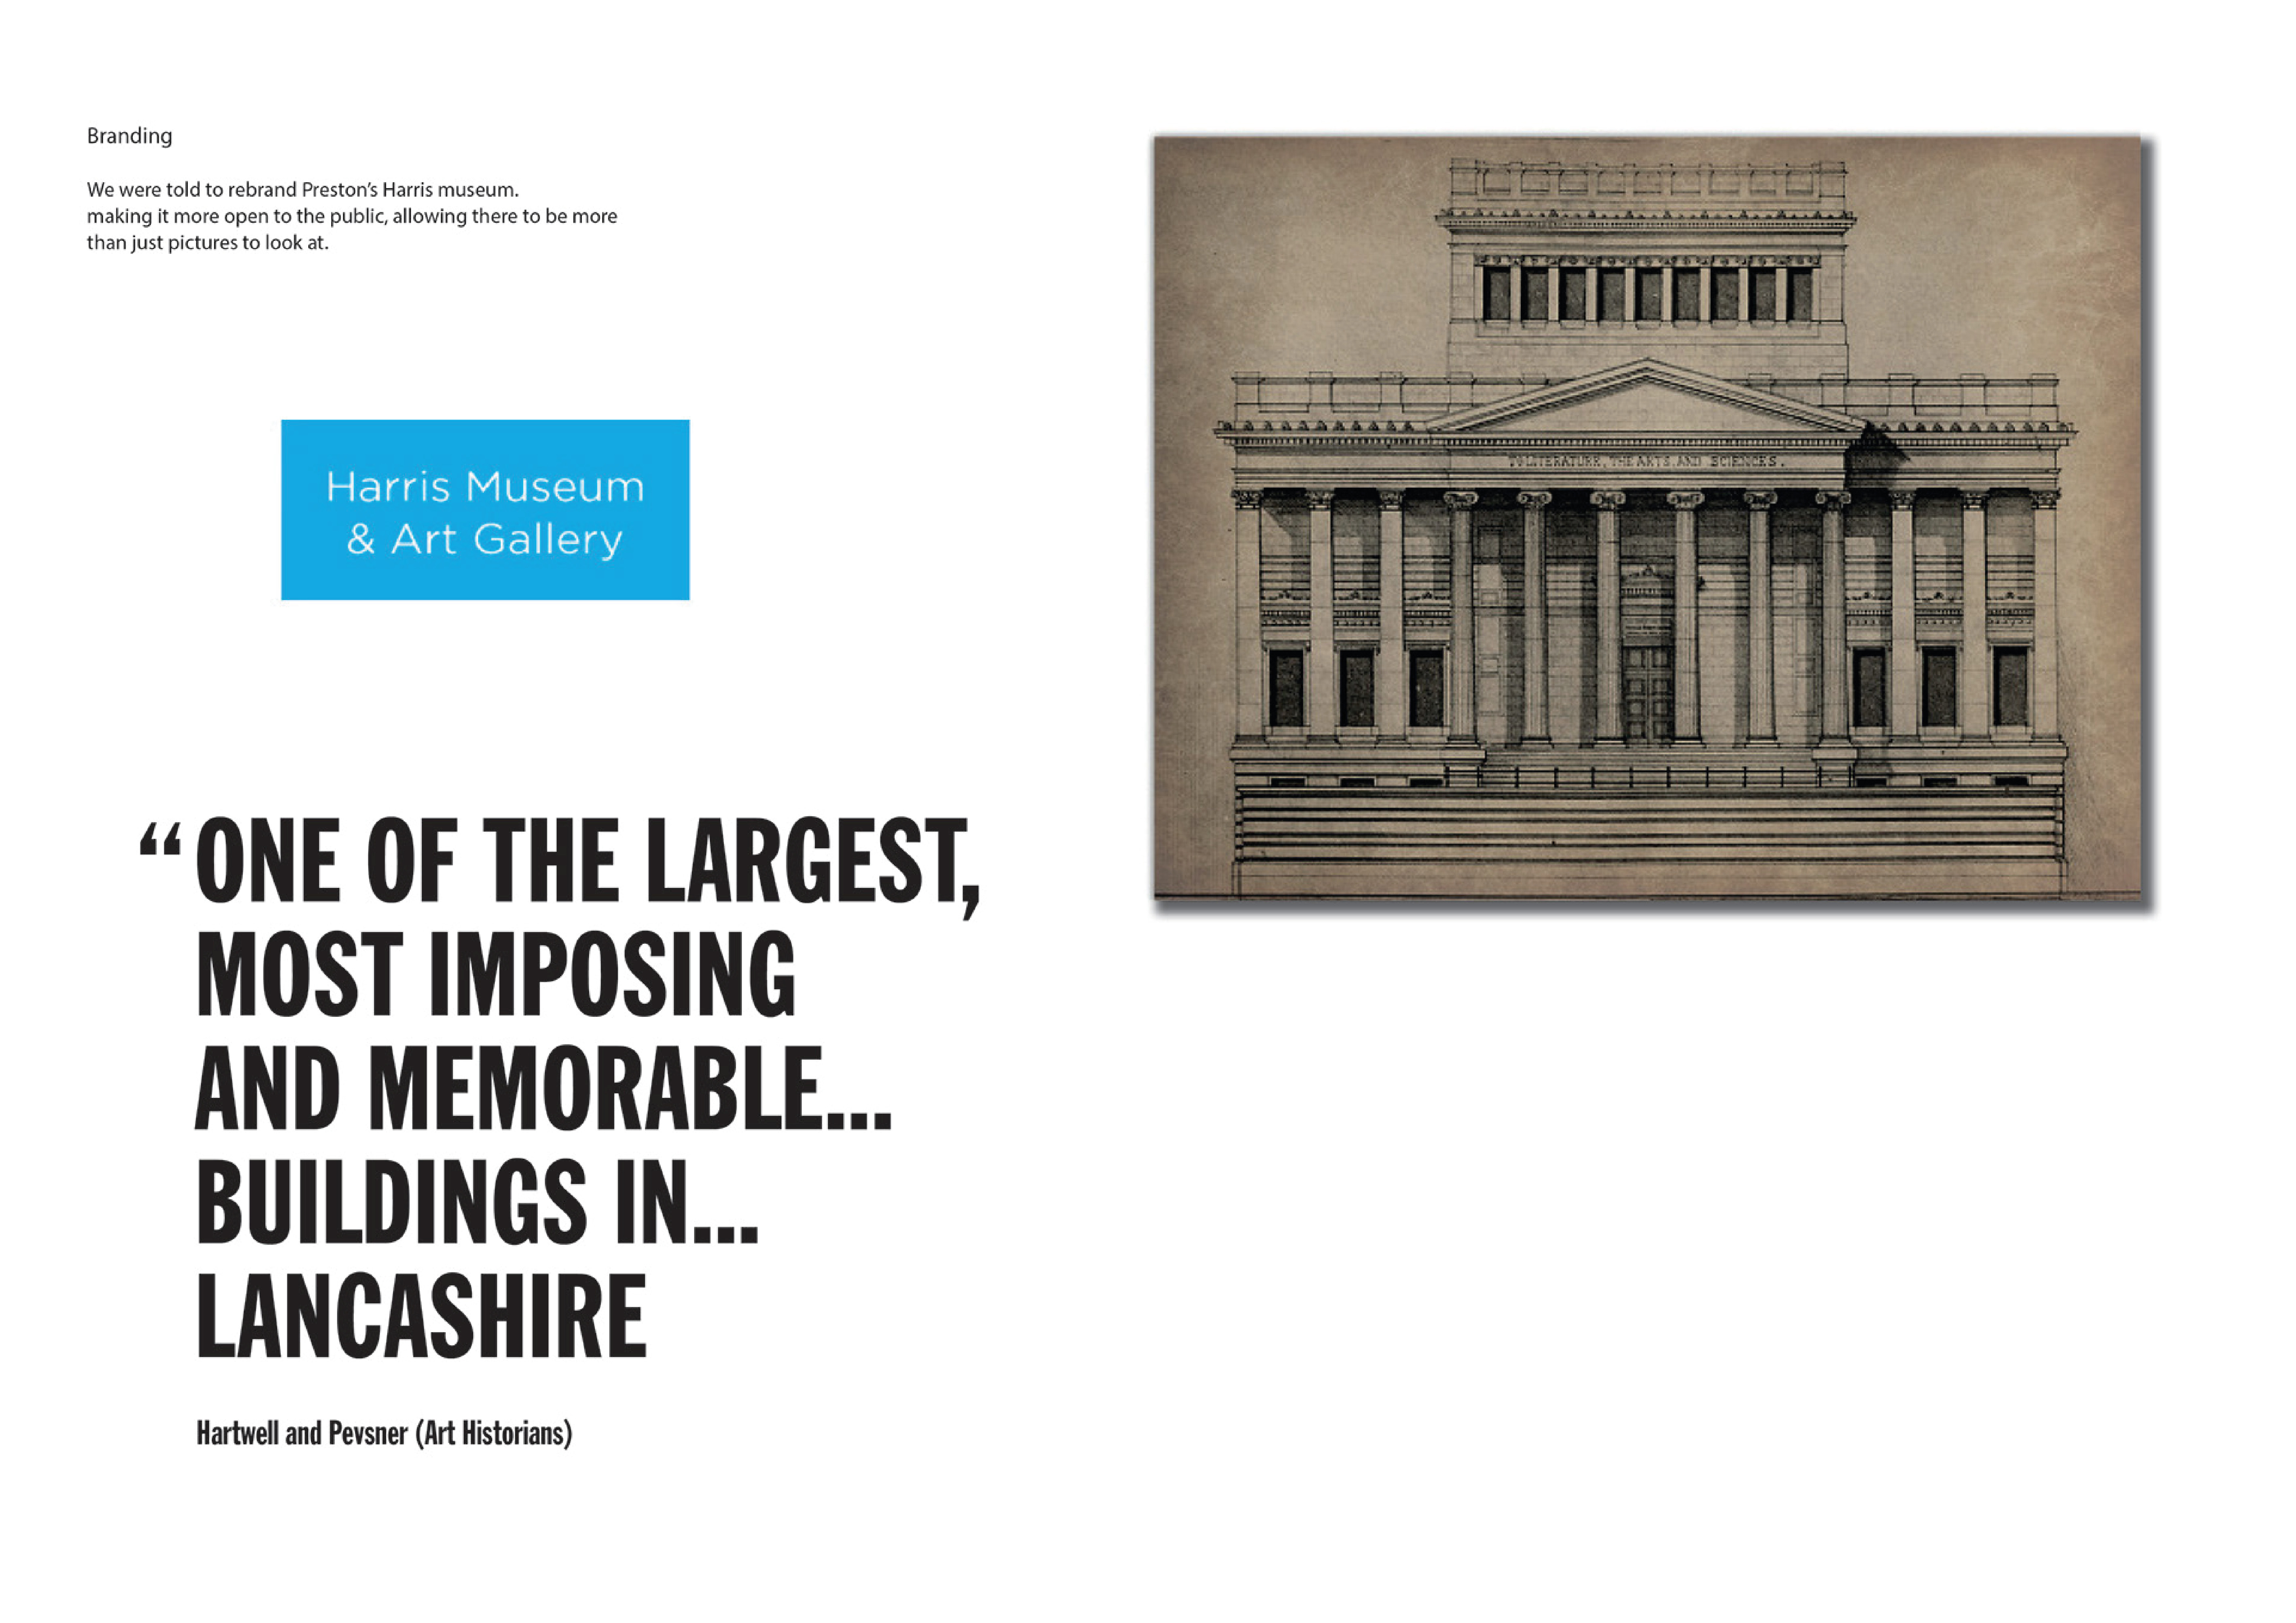 Branding
We were told to rebrand Preston’s Harris museum.
making it more open to the public, allowing there to be more
than just pictures to look at.
Harris Museum
& Art Gallery
“ONE OF THE LARGEST,
MOST IMPOSING
AND MEMORABLE...
BUILDINGS IN...
LANCASHIRE
Hartwell and Pevsner (Art Historians)
TO LITERATURE, THE ARTS, AND SCIENCES.